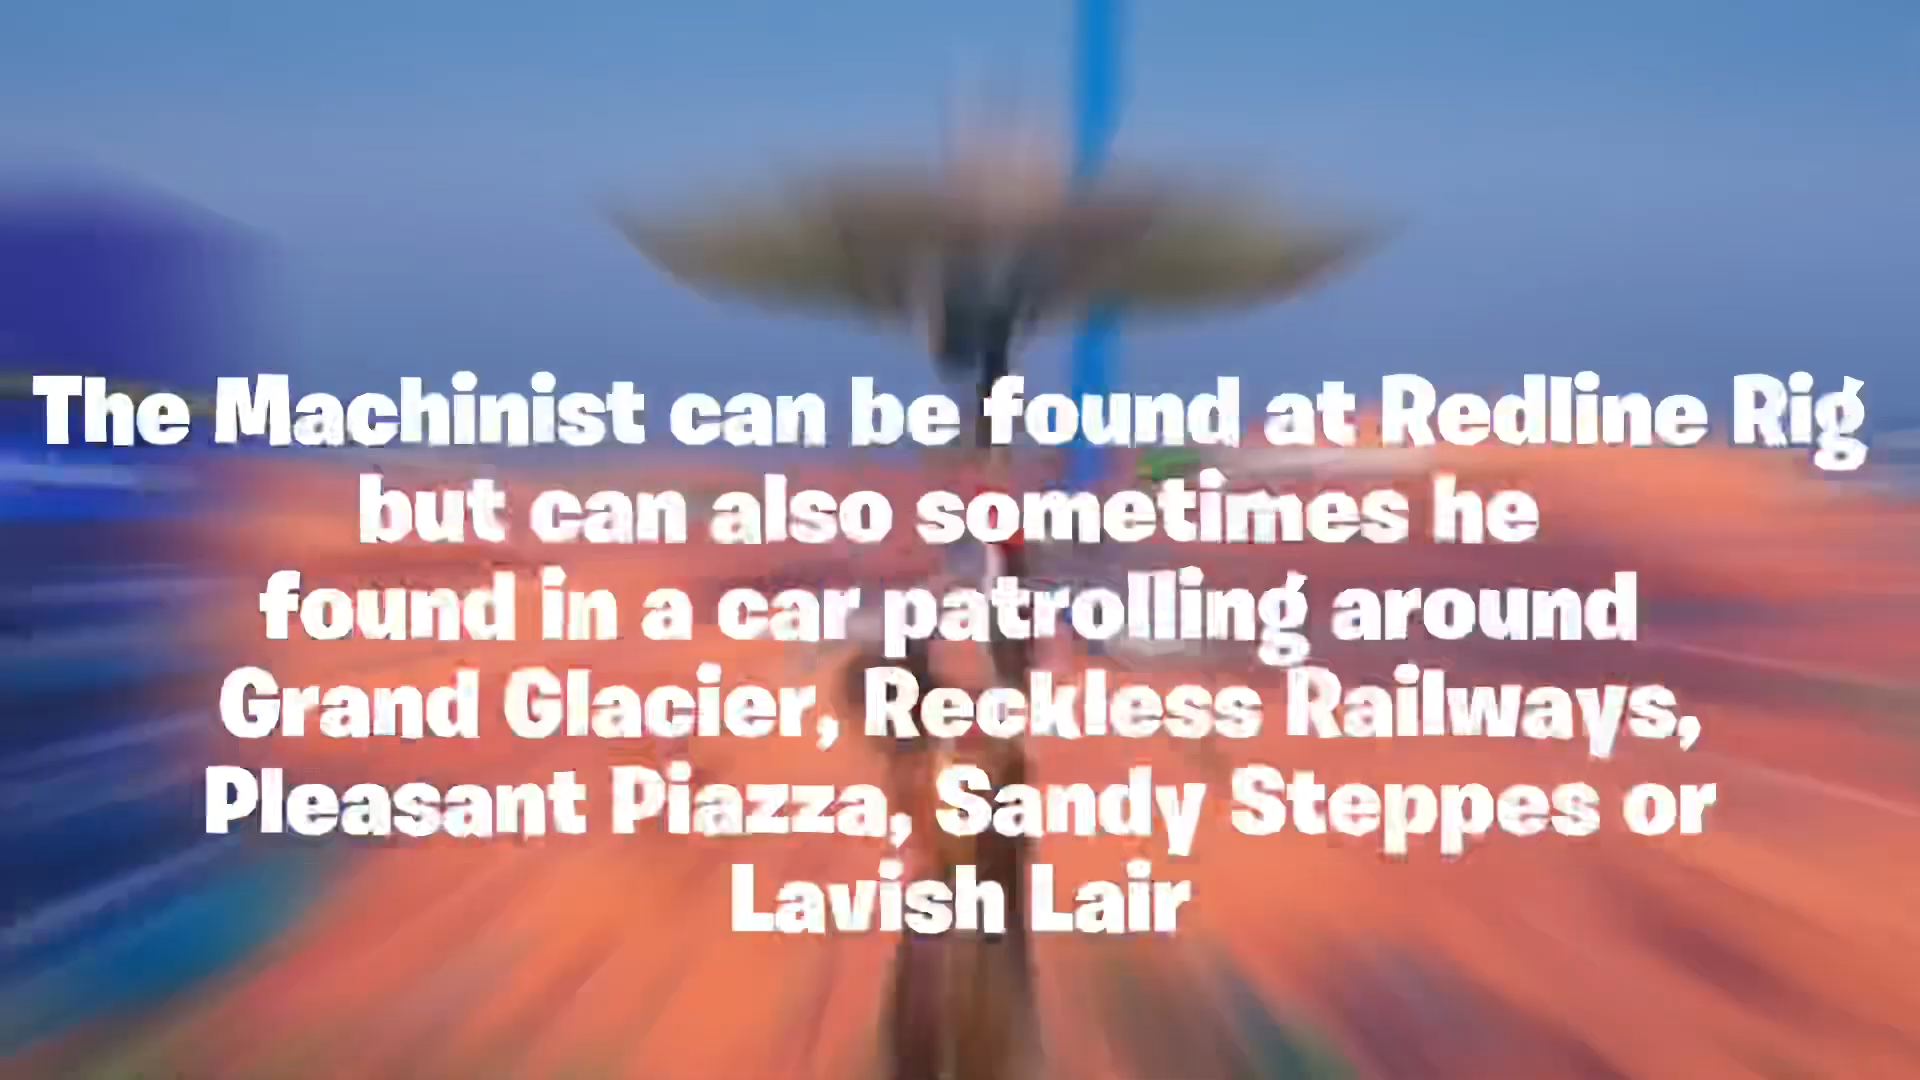 The Machinist can be found at Redline Rig
but can also sometimes he
found in a car patrolling around
Grand Glacier, Reckless Railways,
Pleasant Piazza, Sandy Steppes or
Lavish Lair